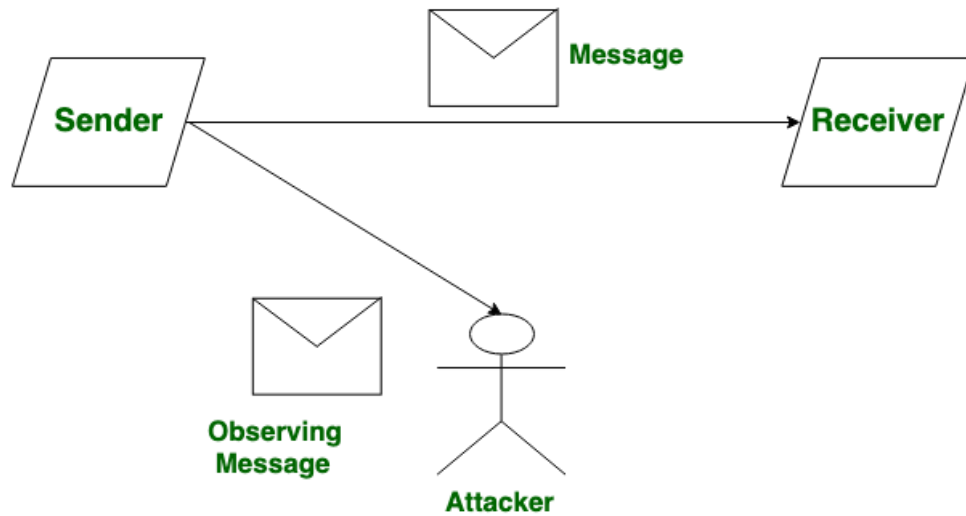 Message
Sender
Receiver
Observing
Message
Attacker